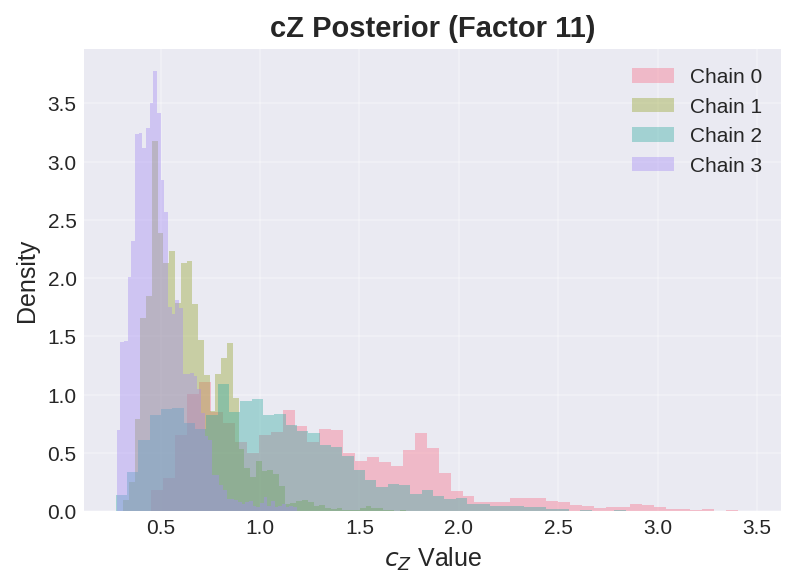 cZ Posterior (Factor 11)
Chain 0
Chain 1
Chain 2
Chain 3
Density
3.5
3.0
2.5
2.0
1.5
1.0
0.5
0.0
0.5 1.0 1.5 2.0 2.5 3.0 3.5
c_Z Value